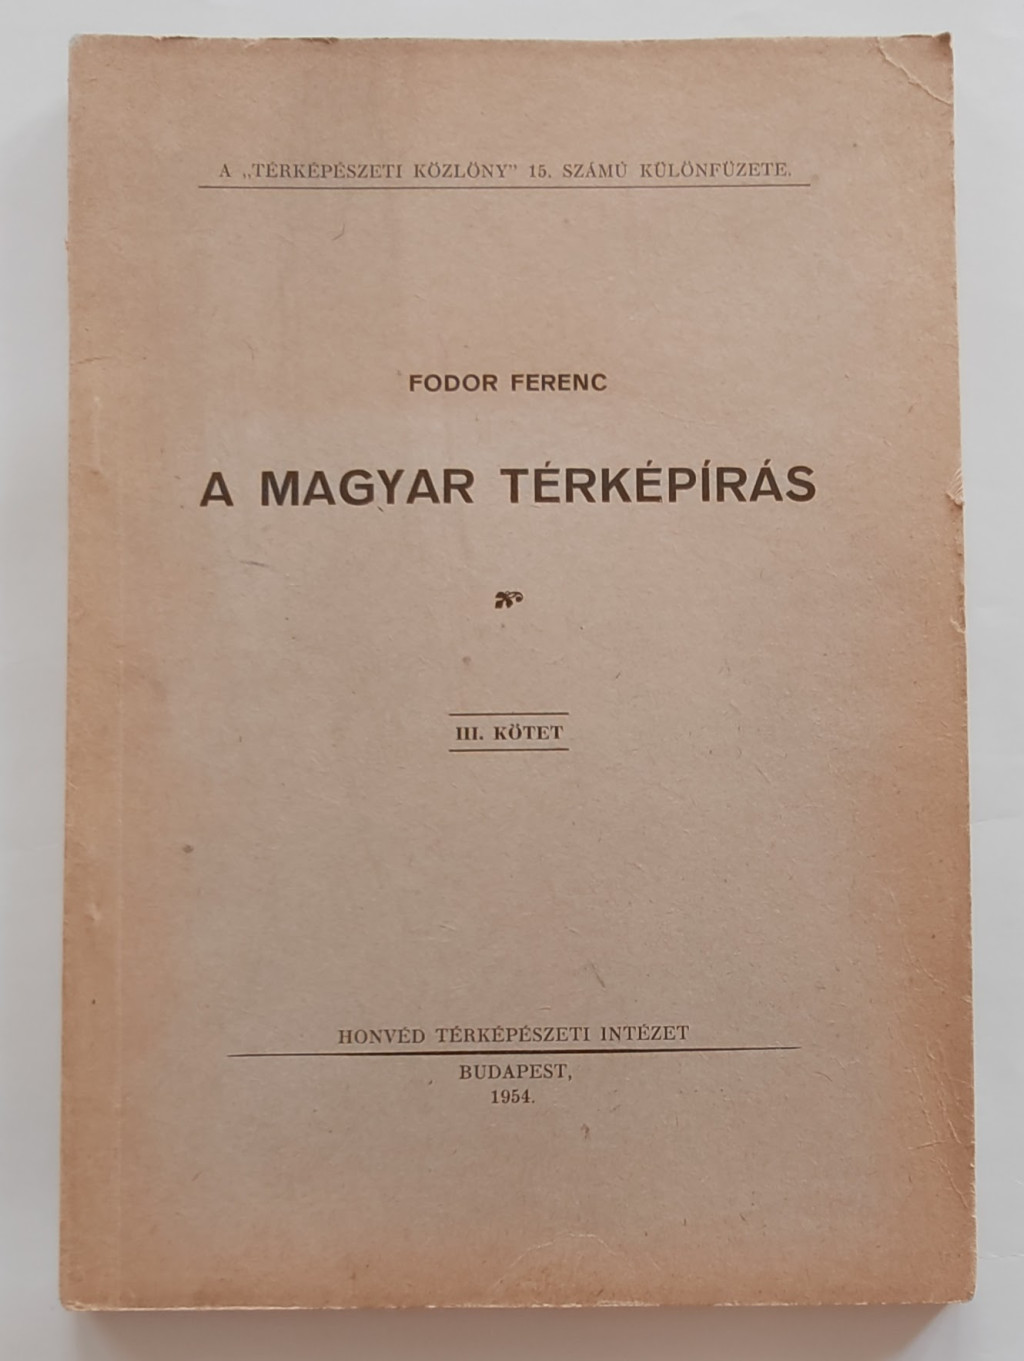 A „TÉRKÉPÉSZETI KÖZLÖNY” 15. SZÁMÚ KÜLÖNFÜZETE.
FODOR FERENC
A MAGYAR TÉRKÉPÍRÁS
III. KÖTET
HONVÉD TÉRKÉPÉSZETI INTÉZET
BUDAPEST,
1954.